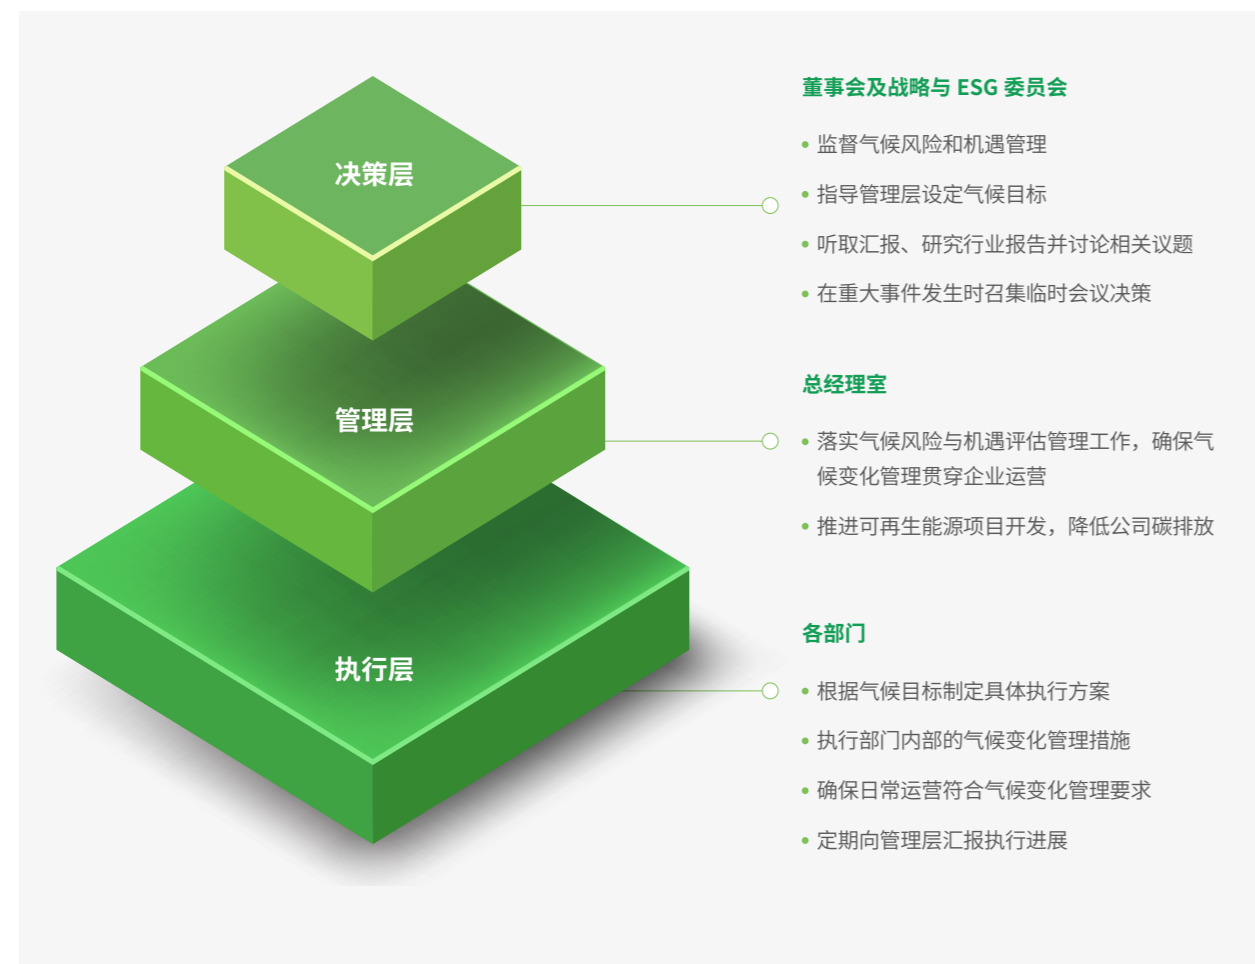 决策层
董事会及战略与 ESG 委员会
• 监督气候风险和机遇管理
• 指导管理层设定气候目标
• 听取汇报、研究行业报告并讨论相关议题
• 在重大事件发生时召集临时会议决策
管理层
总经理室
• 落实气候风险与机遇评估管理工作，确保气
候变化管理贯穿企业运营
• 推进可再生能源项目开发，降低公司碳排放
执行层
各部门
• 根据气候目标制定具体执行方案
• 执行部门内部的气候变化管理措施
• 确保日常运营符合气候变化管理要求
• 定期向管理层汇报执行进展